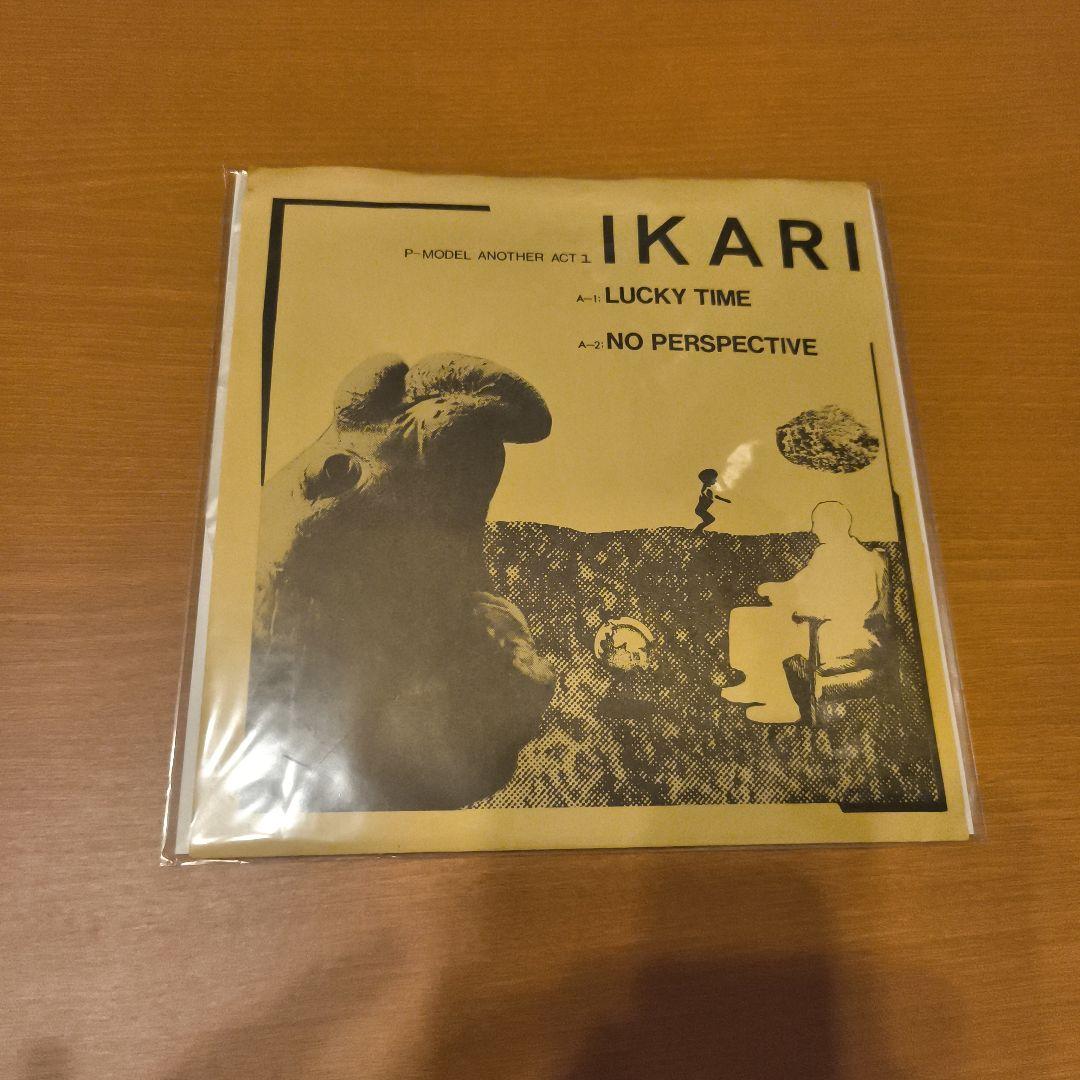 P-MODEL ANOTHER ACT 1 IKARI
A-1; LUCKY TIME
A-2; NO PERSPECTIVE